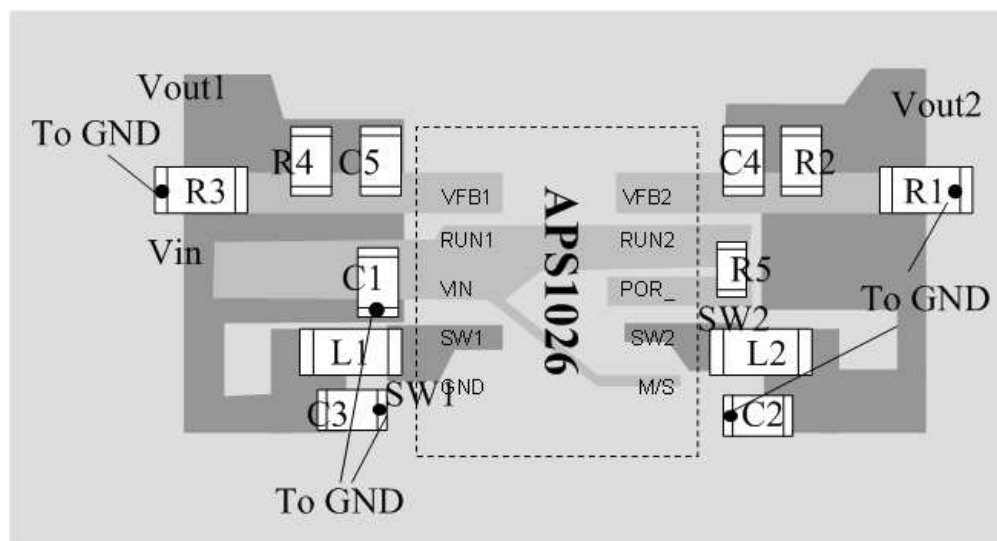 Vout1
Vout2
To GND
R4
C5
C4
R2
R3
R1
VFB1
VFB2
APS1026
Vin
RUN1
RUN2
C1
R5
VIN
POR_
To GND
SW2
L1
SW1
SW2
L2
GND
M/S
SW1
C3
C2
To GND